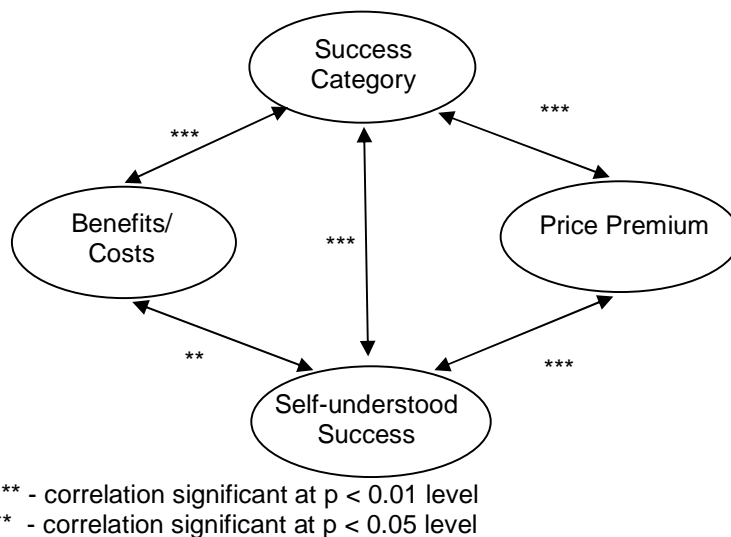 Success
Category
***
***
Benefits/
Costs
***
Price Premium
**
***
Self-understood
Success
** - correlation significant at p < 0.01 level
* - correlation significant at p < 0.05 level